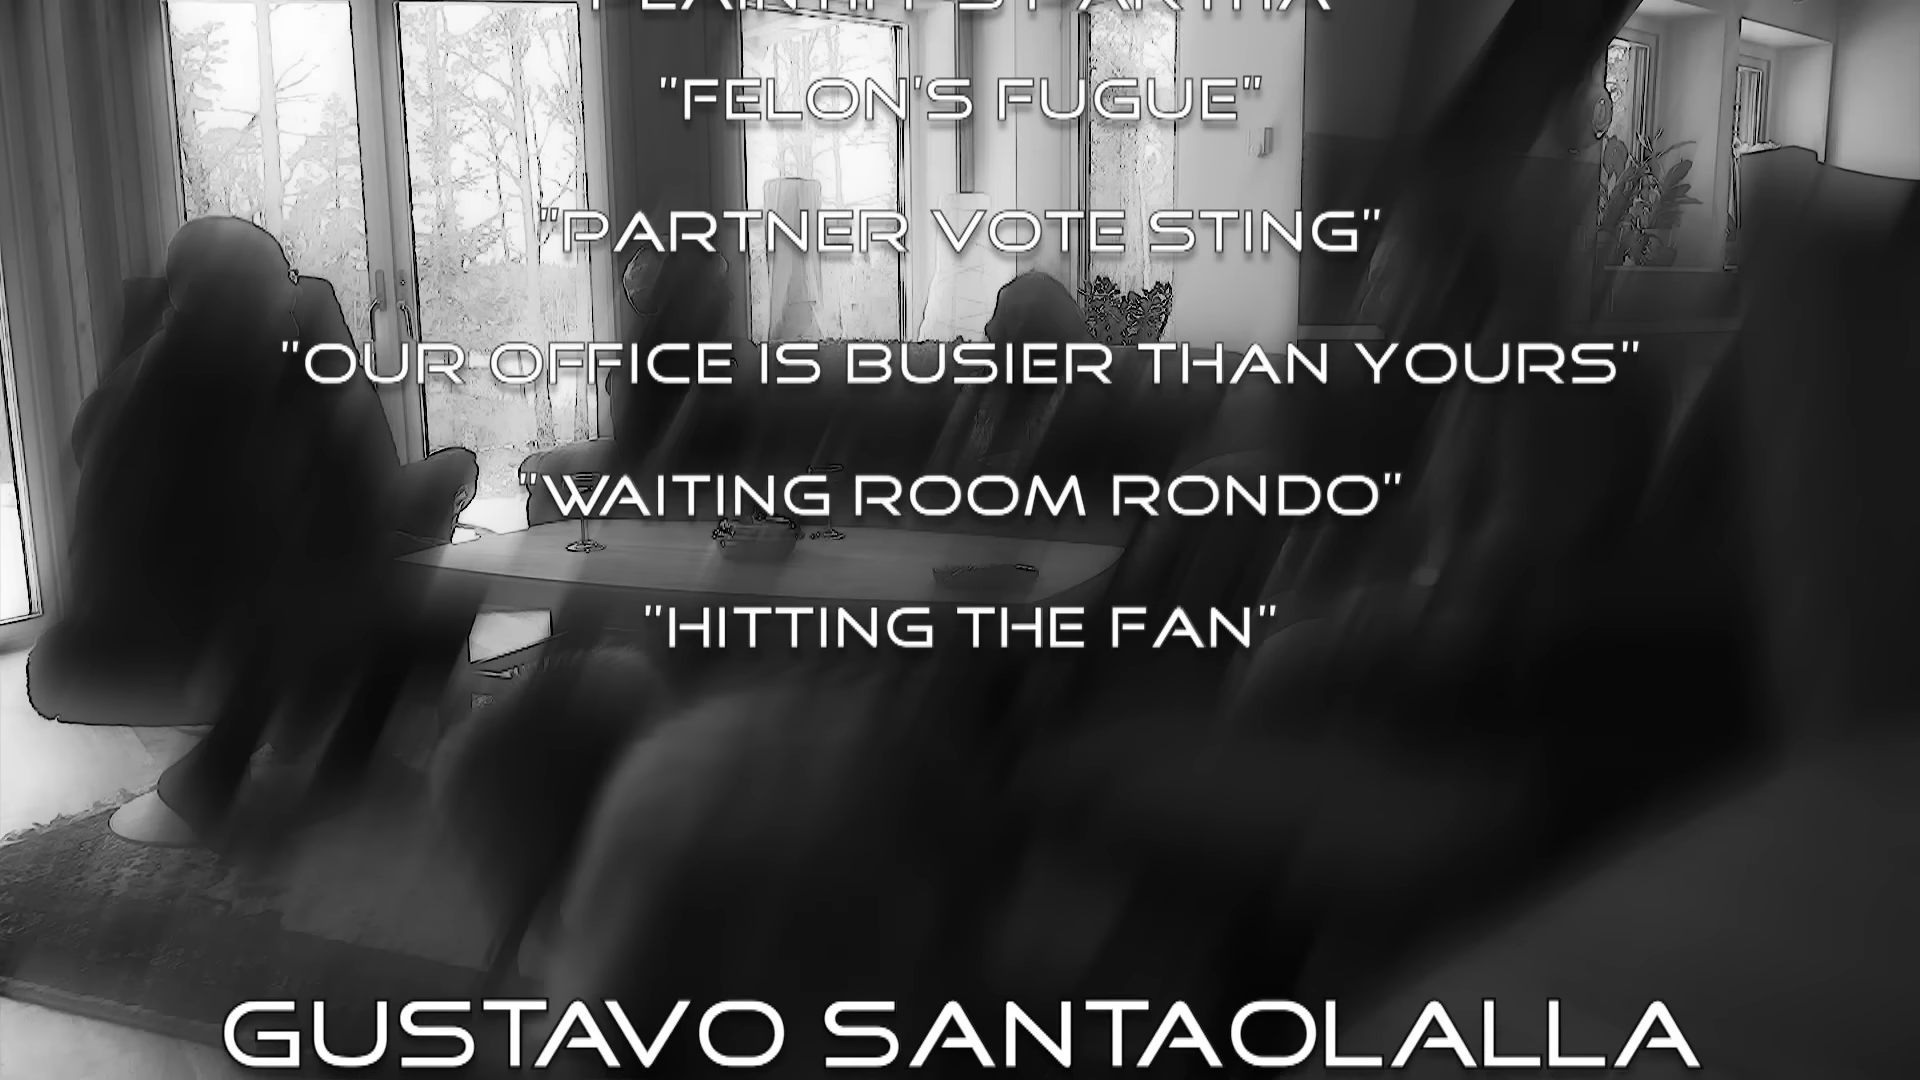 "FELON'S FUGUE"
"PARTNER VOTE STING"
"OUR OFFICE IS BUSIER THAN YOURS"
"WAITING ROOM RONDO"
"HITTING THE FAN"
GUSTAVO SANTAOLALLA